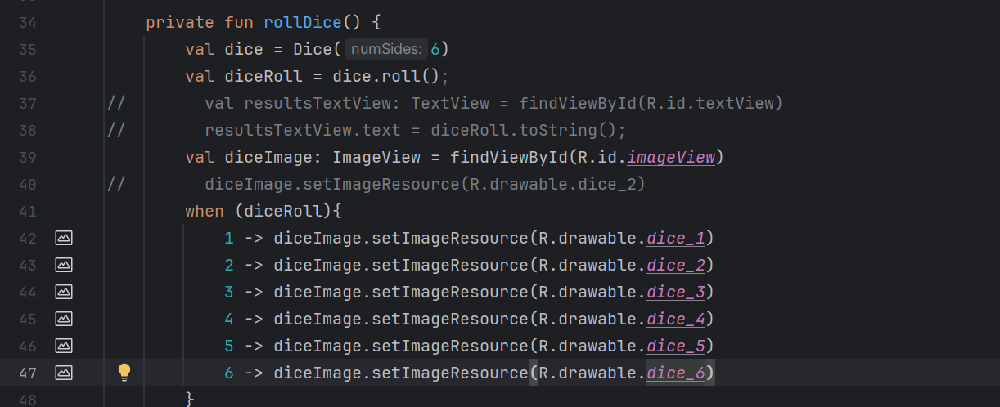 34 private fun rollDice() {
35 val dice = Dice( numSides: 6)
36 val diceRoll = dice.roll();
37 // val resultsTextView: TextView = findViewById(R.id.textView)
38 // resultsTextView.text = diceRoll.toString();
39 val diceImage: ImageView = findViewById(R.id.imageView)
40 // diceImage.setImageResource(R.drawable.dice_2)
41 when (diceRoll){
42 1 -> diceImage.setImageResource(R.drawable.dice_1)
43 2 -> diceImage.setImageResource(R.drawable.dice_2)
44 3 -> diceImage.setImageResource(R.drawable.dice_3)
45 4 -> diceImage.setImageResource(R.drawable.dice_4)
46 5 -> diceImage.setImageResource(R.drawable.dice_5)
47 6 -> diceImage.setImageResource(R.drawable.dice_6)
48 }